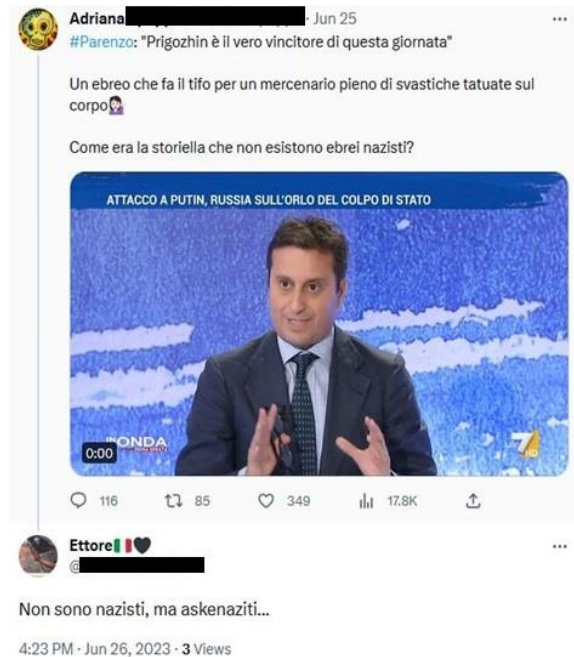 Adriana · Jun 25
#Parenzo: "Prigozhin è il vero vincitore di questa giornata"
Un ebreo che fa il tifo per un mercenario pieno di svastiche tatuate sul
corpo
Come era la storiella che non esistono ebrei nazisti?
ATTACCO A PUTIN, RUSSIA SULL'ORLO DEL COLPO DI STATO
ONDA
0:00
7
HD
116 85 349 17.8K
Ettore
@
Non sono nazisti, ma askenaziti...
4:23 PM · Jun 26, 2023 · 3 Views